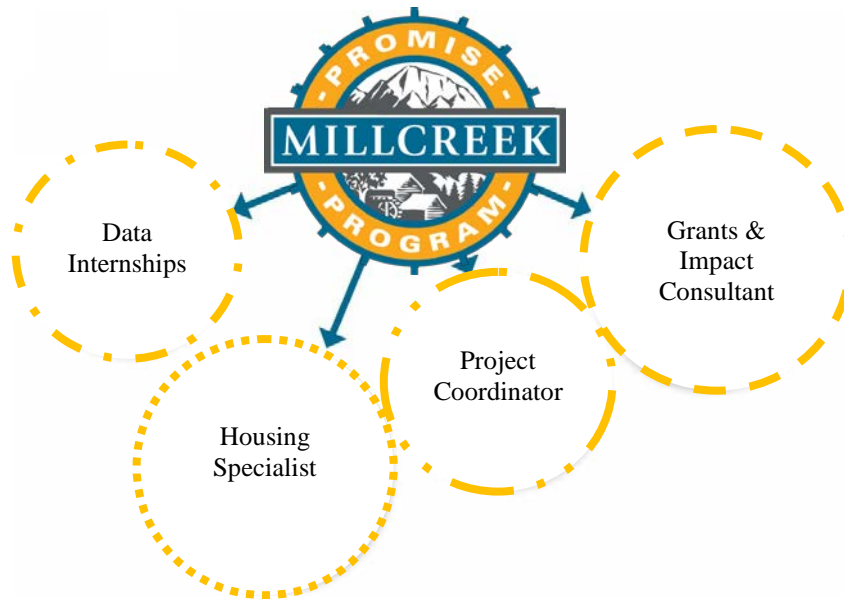 - PROMISE -
MILLCREEK
- PROGRAM -
Data
Internships
Grants &
Impact
Consultant
Project
Coordinator
Housing
Specialist